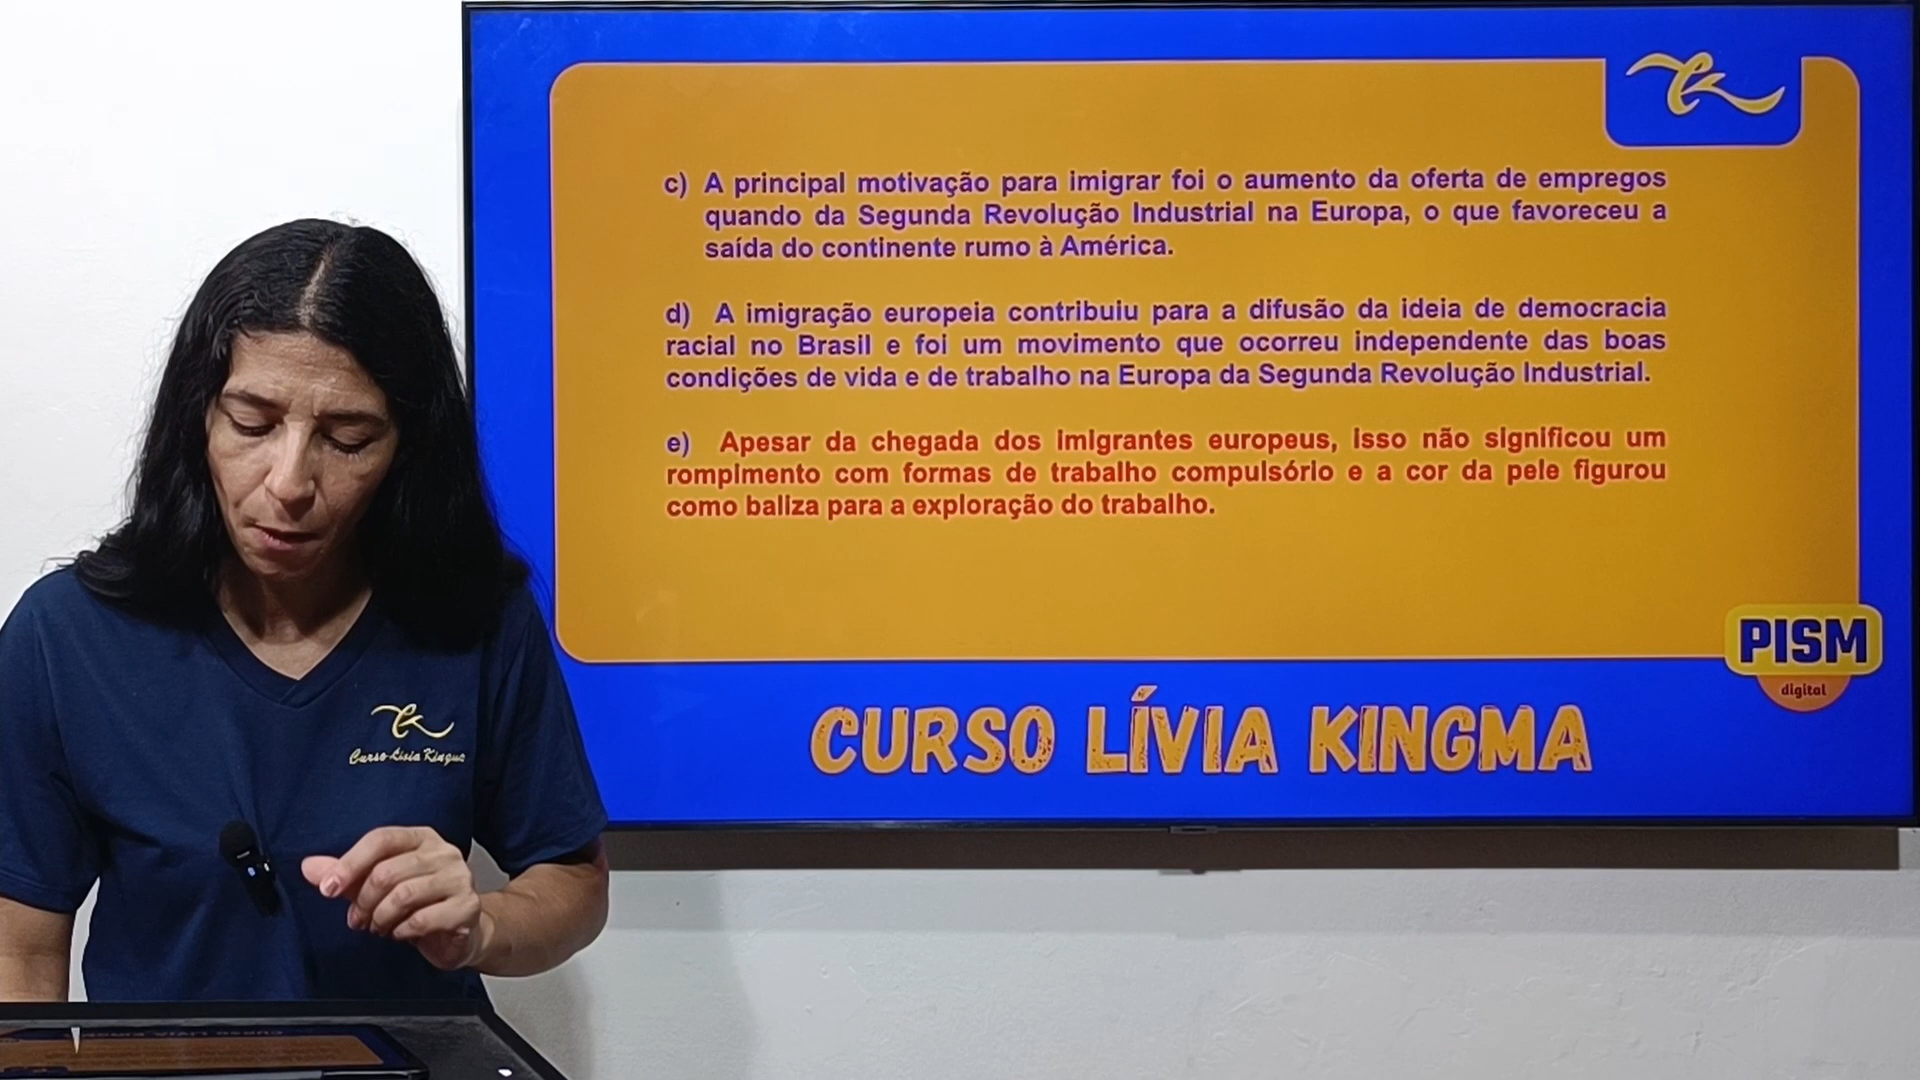 c) A principal motivação para imigrar foi o aumento da oferta de empregos
quando da Segunda Revolução Industrial na Europa, o que favoreceu a
saída do continente rumo à América.
d) A imigração europeia contribuiu para a difusão da ideia de democracia
racial no Brasil e foi um movimento que ocorreu independente das boas
condições de vida e de trabalho na Europa da Segunda Revolução Industrial.
e) Apesar da chegada dos imigrantes europeus, isso não significou um
rompimento com formas de trabalho compulsório e a cor da pele figurou
como baliza para a exploração do trabalho.
PISM
digital
CURSO LÍVIA KINGMA
Curso Lívia Kingma